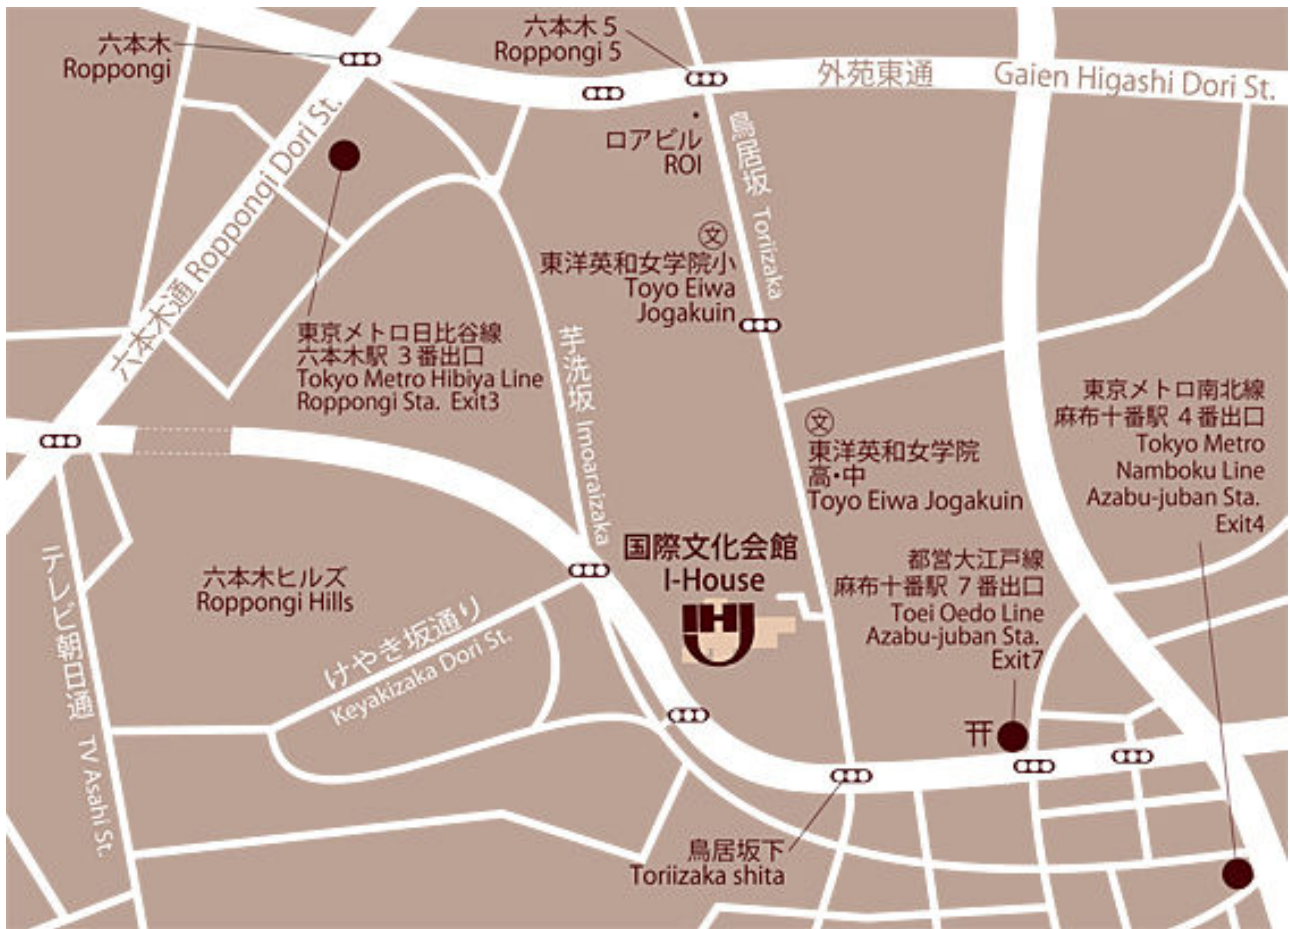 六本木
Roppongi
六本木 5
Roppongi 5
外苑東通 Gaien Higashi Dori St.
ロアビル
ROI
鳥居坂 Toriizaka
六本木通 Roppongi Dori St.
文
東洋英和女学院小
Toyo Eiwa
Jogakuin
東京メトロ日比谷線
六本木駅 3番出口
Tokyo Metro Hibiya Line
Roppongi Sta. Exit3
芋洗坂 Imoaraizaka
東京メトロ南北線
麻布十番駅 4番出口
Tokyo Metro
Namboku Line
Azabu-juban Sta.
Exit4
文
東洋英和女学院
高・中
Toyo Eiwa Jogakuin
国際文化会館
I-House
IHJ
都営大江戸線
麻布十番駅 7番出口
Toei Oedo Line
Azabu-juban Sta.
Exit7
六本木ヒルズ
Roppongi Hills
テレビ朝日通 TV Asahi St.
けやき坂通り
Keyakizaka Dori St.
鳥居坂下
Toriizaka shita